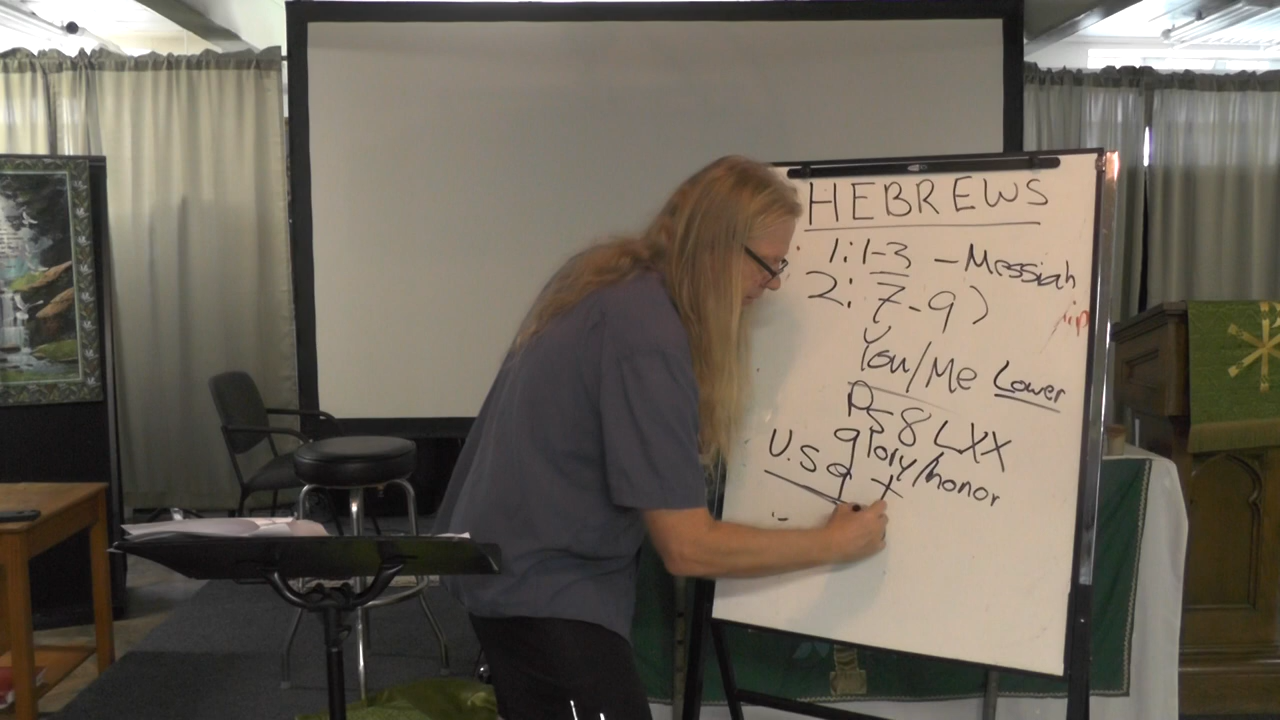 HEBREWS
1:1-3 - Messiah
2: 7-9)
You/Me Lower
Ps 8 LXX
glory/honor
U.S